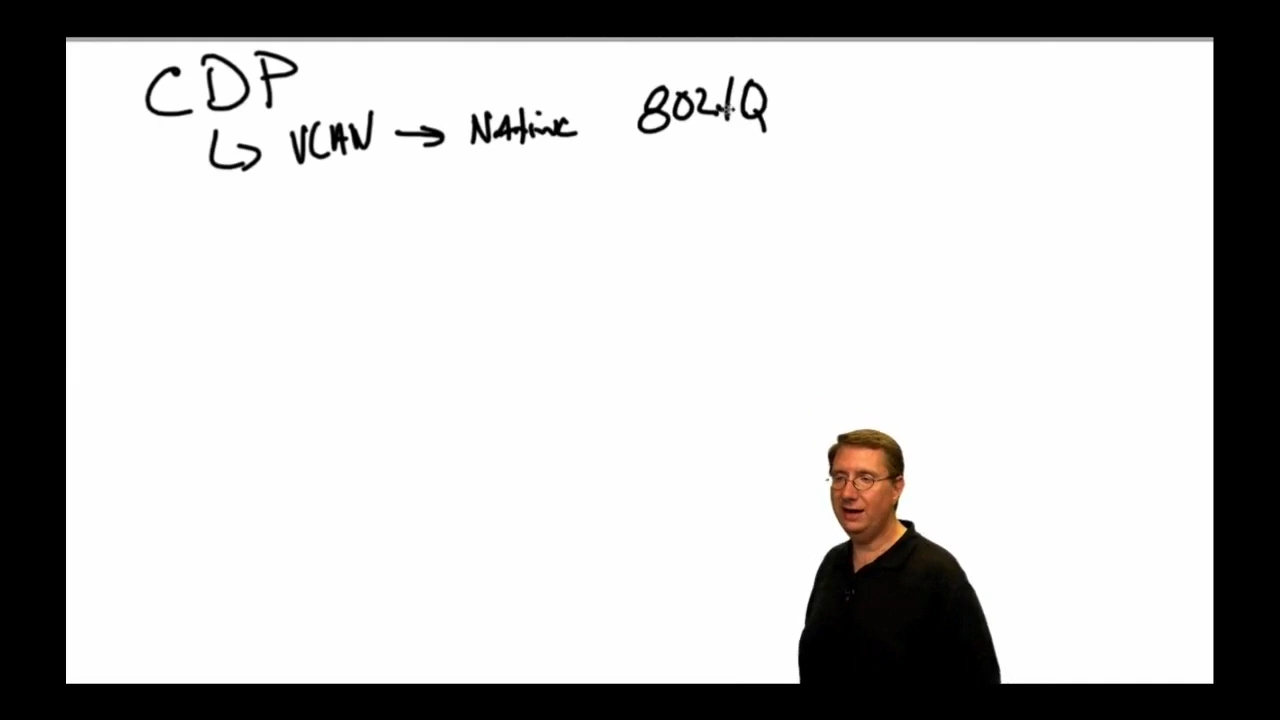 CDP
↳ VLAN → Native 802.1Q